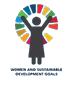 WOMEN AND SUSTAINABLE
DEVELOPMENT GOALS